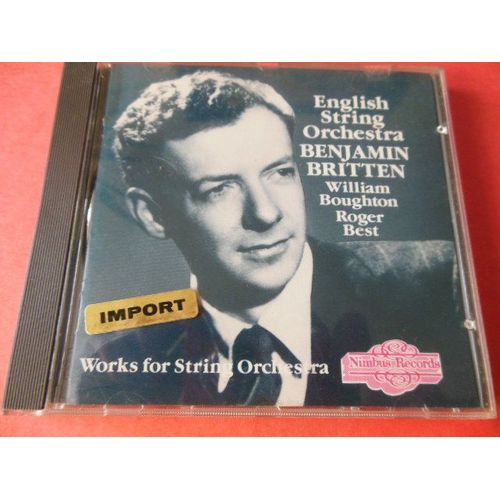 English
String
Orchestra
BENJAMIN
BRITTEN
William
Boughton
Roger
Best
IMPORT
Works for String Orchestra
Nimbus Records